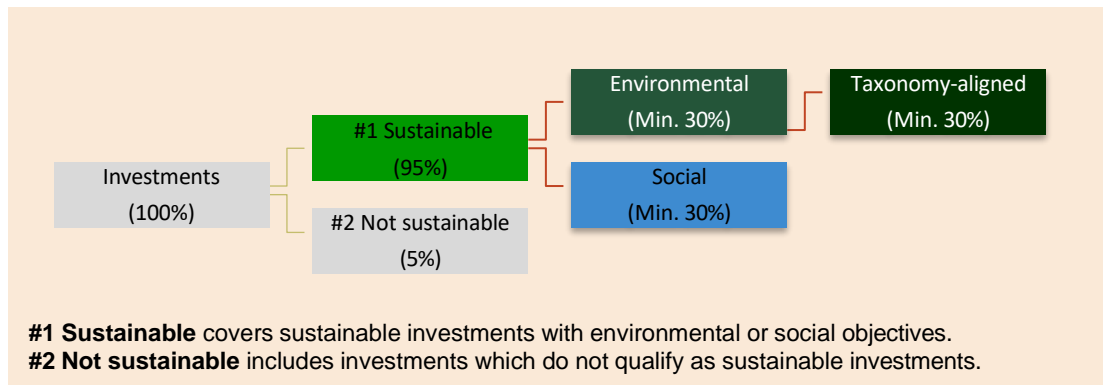 Environmental
(Min. 30%)
Taxonomy-aligned
(Min. 30%)
#1 Sustainable
(95%)
Investments
(100%)
Social
(Min. 30%)
#2 Not sustainable
(5%)
#1 Sustainable covers sustainable investments with environmental or social objectives.
#2 Not sustainable includes investments which do not qualify as sustainable investments.